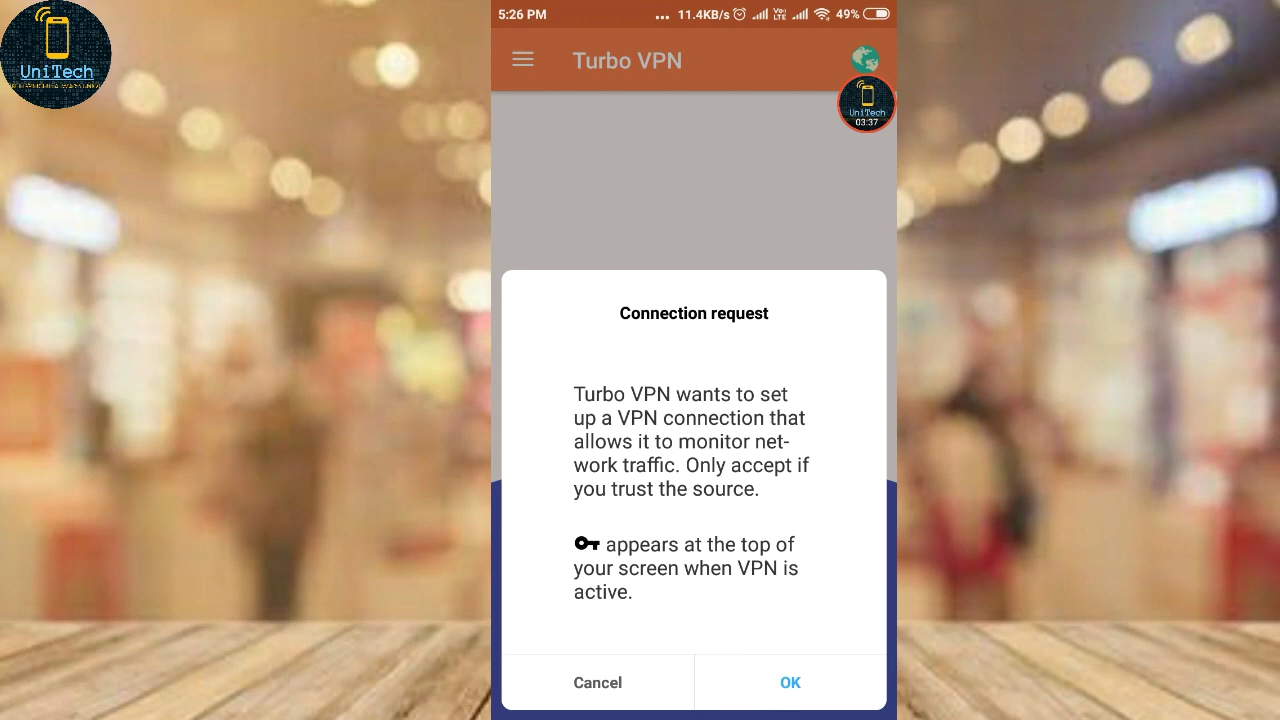 UniTech
5:26 PM
... 11.4KB/s
Vo))
LTE
49%
Turbo VPN
UniTech
03:37
Connection request
Turbo VPN wants to set
up a VPN connection that
allows it to monitor net-
work traffic. Only accept if
you trust the source.
appears at the top of
your screen when VPN is
active.
Cancel
OK